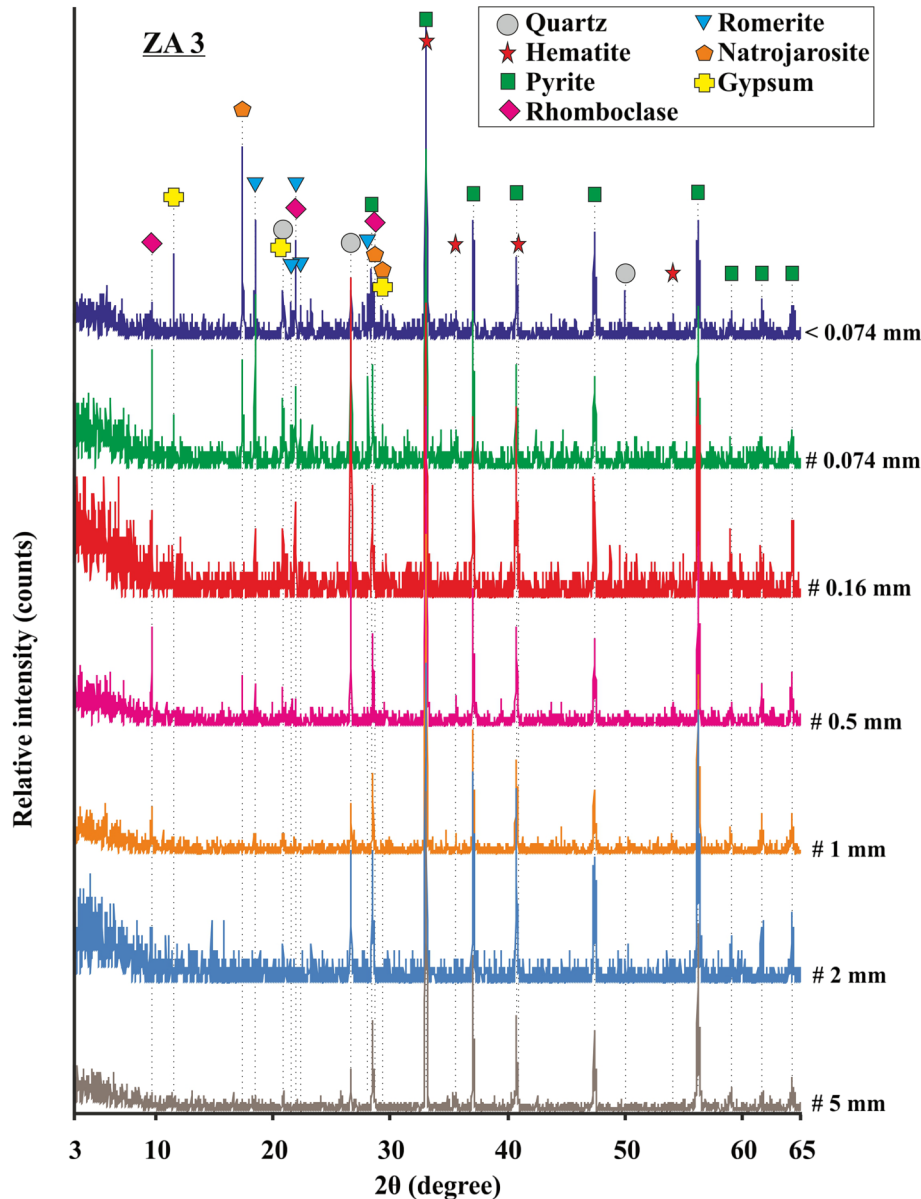 ZA 3
Quartz
Hematite
Pyrite
Rhomboclase
Romerite
Natrojarosite
Gypsum
< 0.074 mm
# 0.074 mm
# 0.16 mm
# 0.5 mm
# 1 mm
# 2 mm
# 5 mm
Relative intensity (counts)
3 10 20 30 40 50 60 65
2θ (degree)